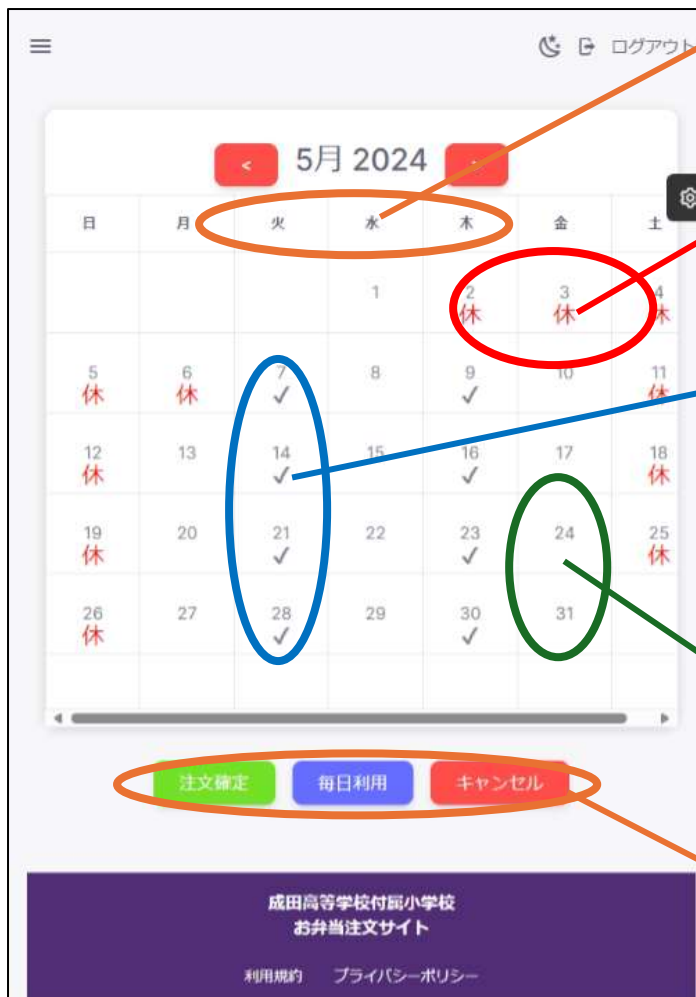 ログアウト
< 5月 2024
日 月 火 水 木 金 土
1 2 3 4
休 休 休
5 6 7 8 9 10 11
休 休 ✓ ✓ 休
12 13 14 15 16 17 18
休 ✓ ✓ 休
19 20 21 22 23 24 25
休 ✓ ✓ 休
26 27 28 29 30 31
休 ✓ ✓
注文確定 毎日利用 キャンセル
成田高等学校付属小学校
お弁当注文サイト
利用規約 プライバシーポリシー